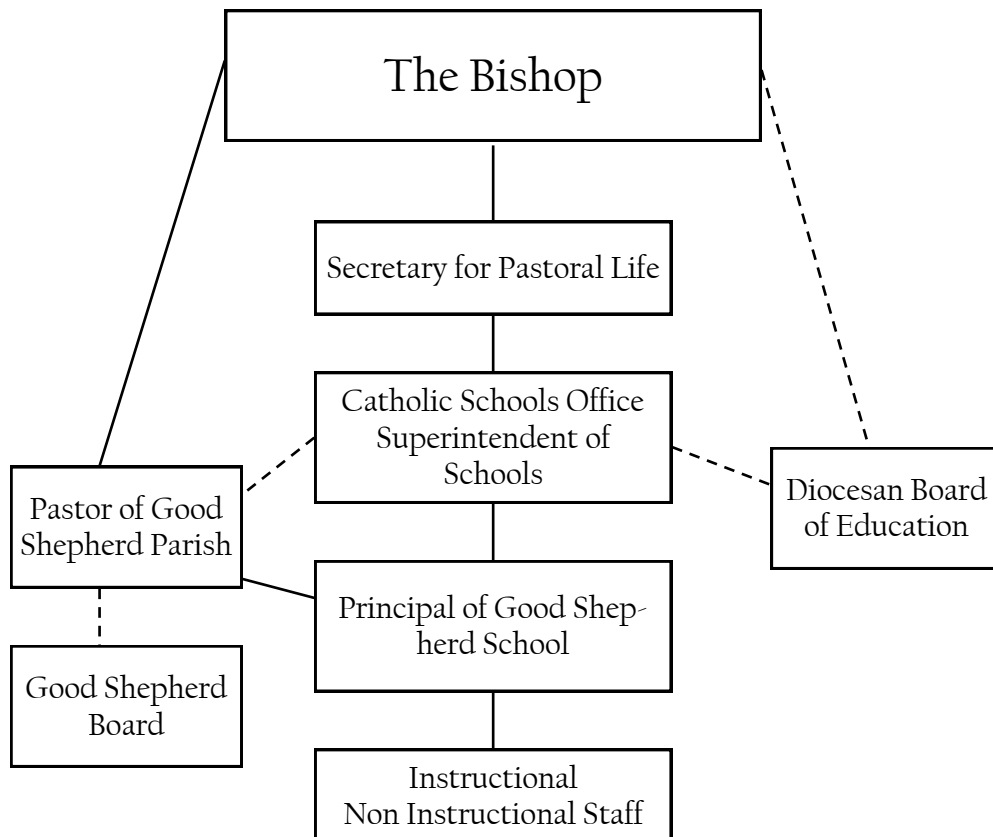 The Bishop
Secretary for Pastoral Life
Catholic Schools Office
Superintendent of
Schools
Pastor of Good
Shepherd Parish
Diocesan Board
of Education
Principal of Good Shep-
herd School
Good Shepherd
Board
Instructional
Non Instructional Staff